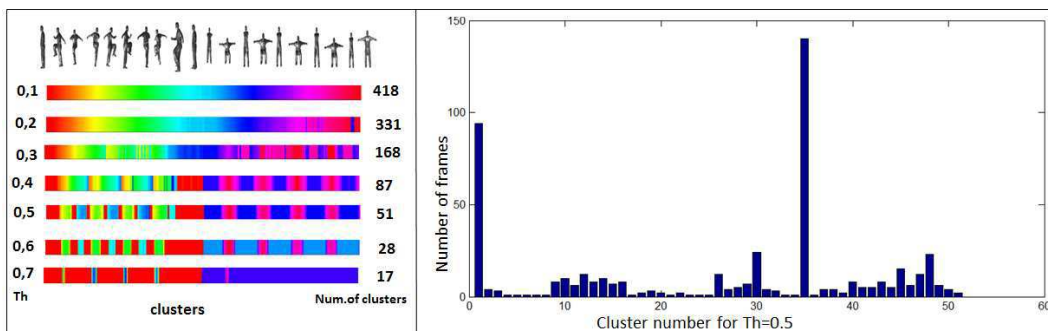 0,1 418
0,2 331
0,3 168
0,4 87
0,5 51
0,6 28
0,7 17
Th clusters Num.of clusters
150
100
50
0
Number of frames
0 10 20 30 40 50 60
Cluster number for Th=0.5